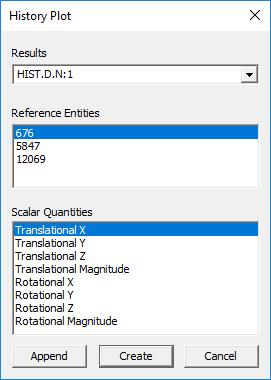 History Plot
Results
HIST.D.N:1
Reference Entities
676
5847
12069
Scalar Quantities
Translational X
Translational Y
Translational Z
Translational Magnitude
Rotational X
Rotational Y
Rotational Z
Rotational Magnitude
Append Create Cancel